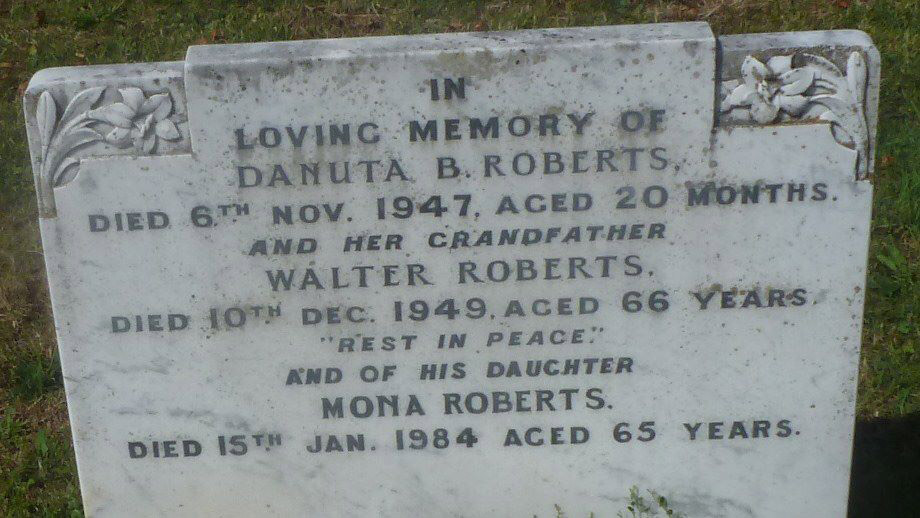 IN
LOVING MEMORY OF
DANUTA B. ROBERTS,
DIED 6TH NOV. 1947, AGED 20 MONTHS.
AND HER GRANDFATHER
WALTER ROBERTS,
DIED 10TH DEC. 1949, AGED 66 YEARS.
"REST IN PEACE."
AND OF HIS DAUGHTER
MONA ROBERTS.
DIED 15TH JAN. 1984 AGED 65 YEARS.